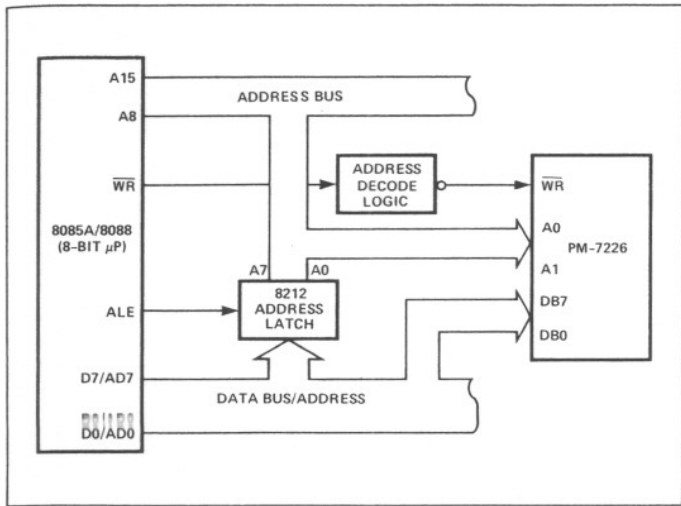 A15
ADDRESS BUS
A8
WR
ADDRESS
DECODE
LOGIC
WR
8085A/8088
(8-BIT μP)
A0
PM-7226
A7
A0
A1
8212
ADDRESS
LATCH
DB7
ALE
DB0
D7/AD7
DATA BUS/ADDRESS
D0/AD0